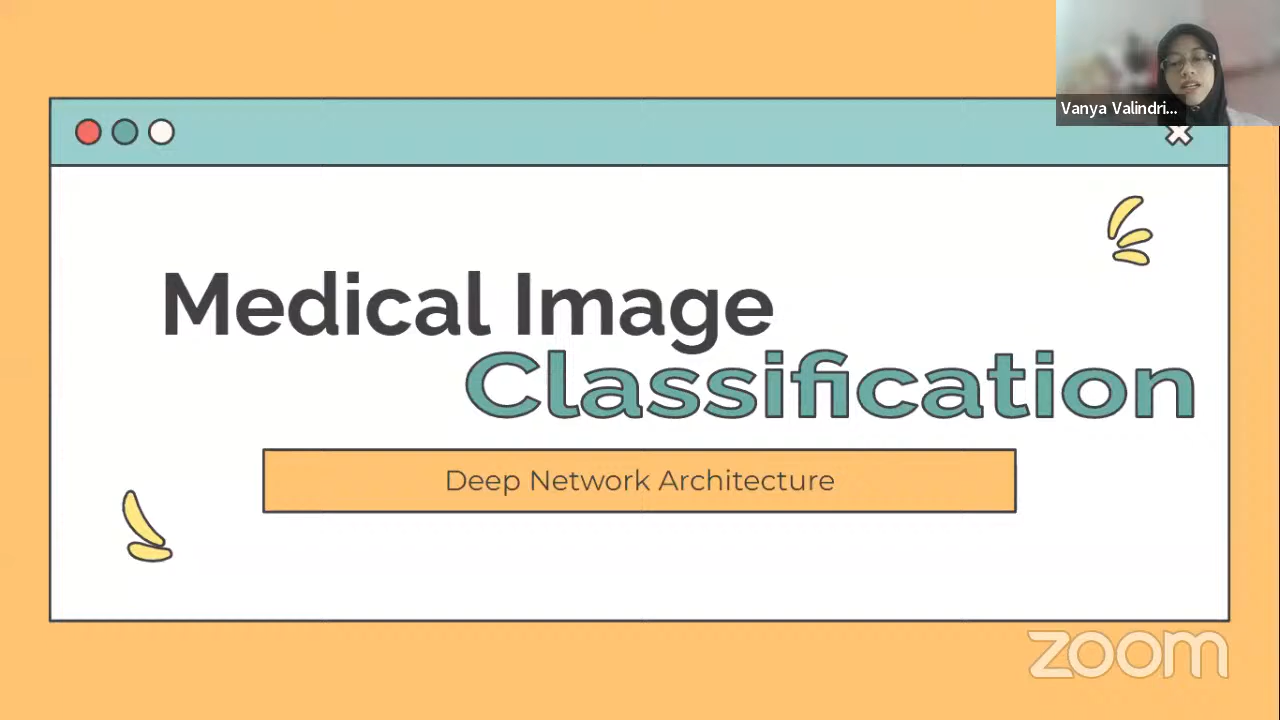 Vanya Valindri...
Medical Image
Classification
Deep Network Architecture
zoom